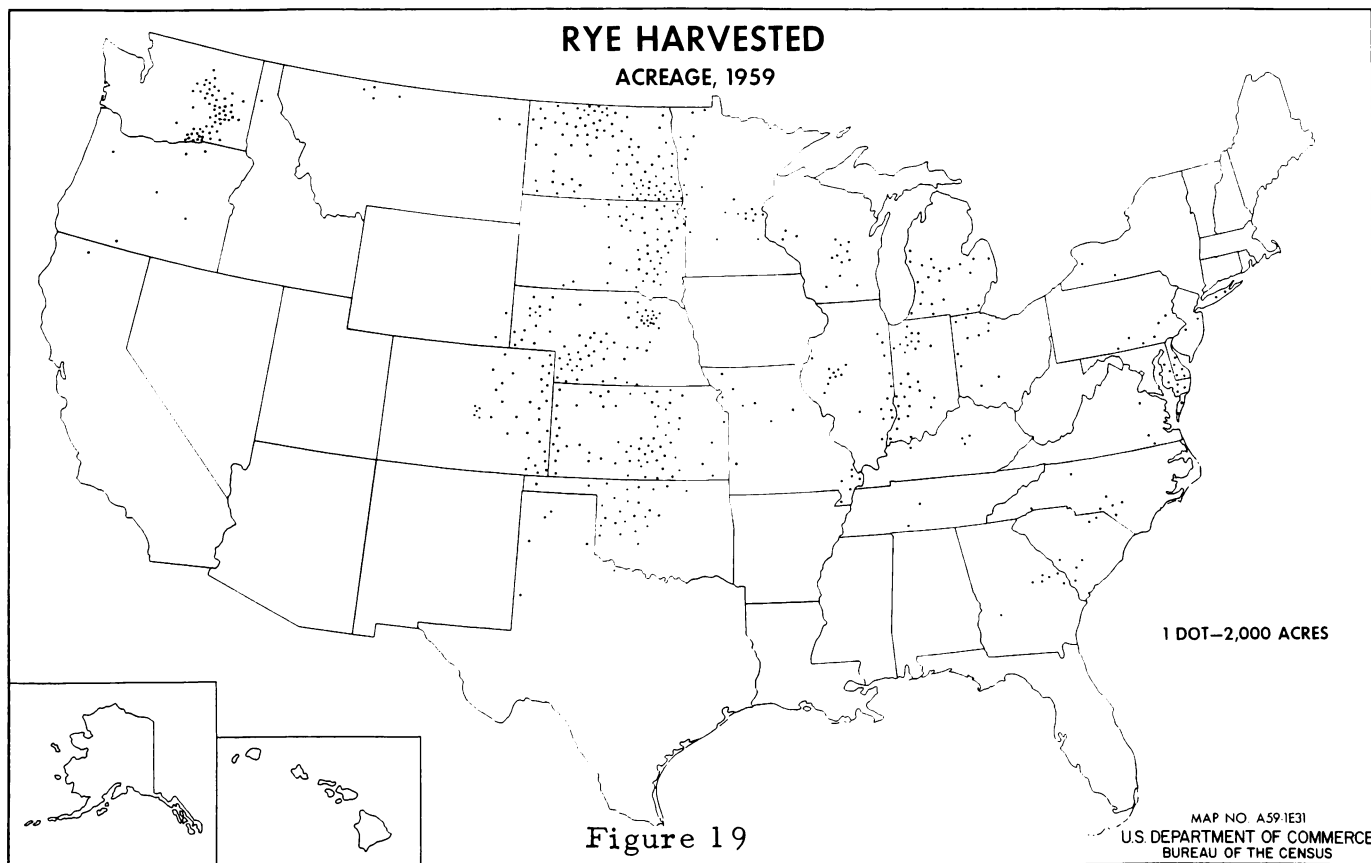 RYE HARVESTED
ACREAGE, 1959
1 DOT—2,000 ACRES
MAP NO. A59-1E31
U.S. DEPARTMENT OF COMMERCE
BUREAU OF THE CENSUS
Figure 19